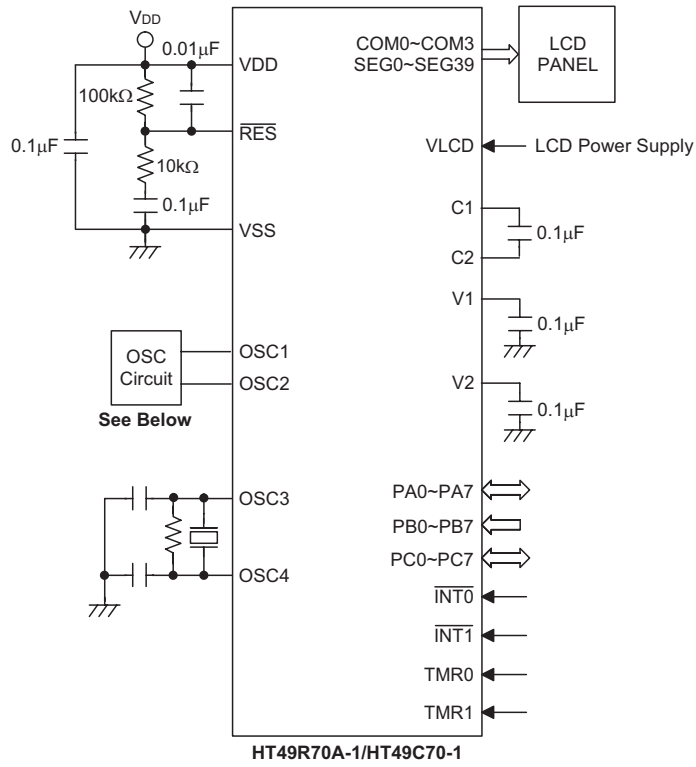 VDD
0.01µF
100kΩ
0.1µF
10kΩ
0.1µF
VDD
RES
VSS
OSC
Circuit
See Below
OSC1
OSC2
OSC3
OSC4
COM0~COM3
SEG0~SEG39
LCD
PANEL
VLCD
LCD Power Supply
C1
0.1µF
C2
V1
0.1µF
V2
0.1µF
PA0~PA7
PB0~PB7
PC0~PC7
INT0
INT1
TMR0
TMR1
HT49R70A-1/HT49C70-1